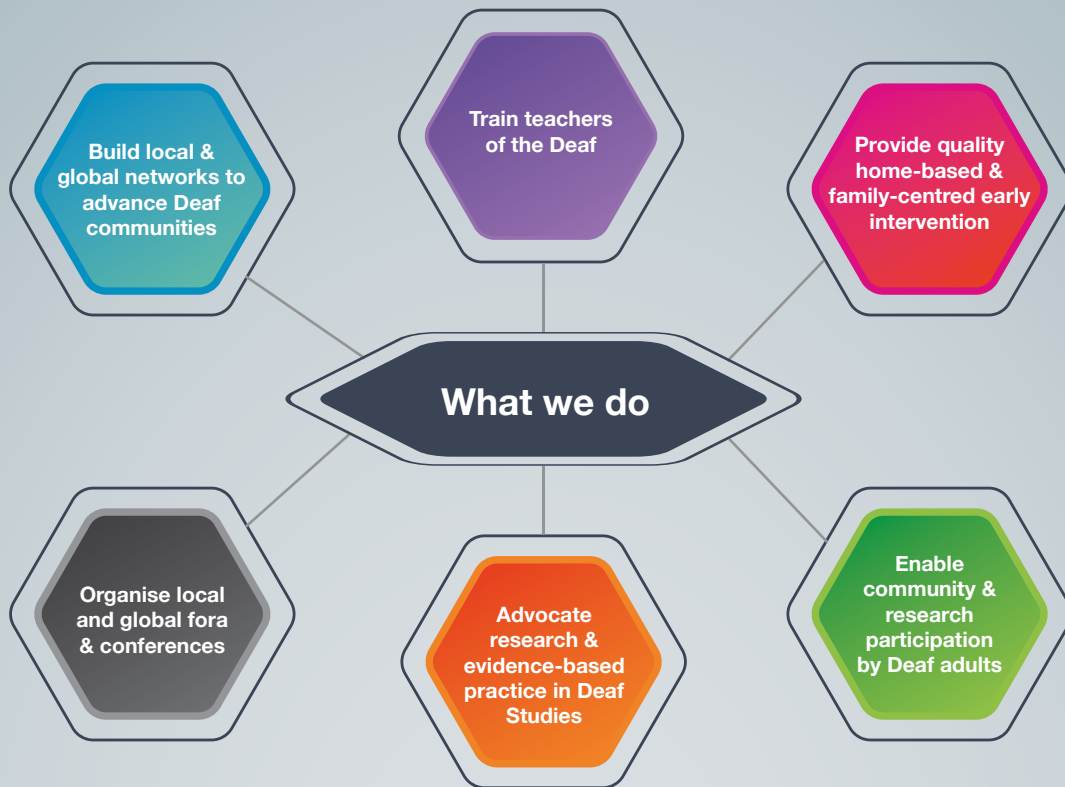 Build local &
global networks to
advance Deaf
communities
Train teachers
of the Deaf
Provide quality
home-based &
family-centred early
intervention
What we do
Organise local
and global fora
& conferences
Advocate
research &
evidence-based
practice in Deaf
Studies
Enable
community &
research
participation
by Deaf adults